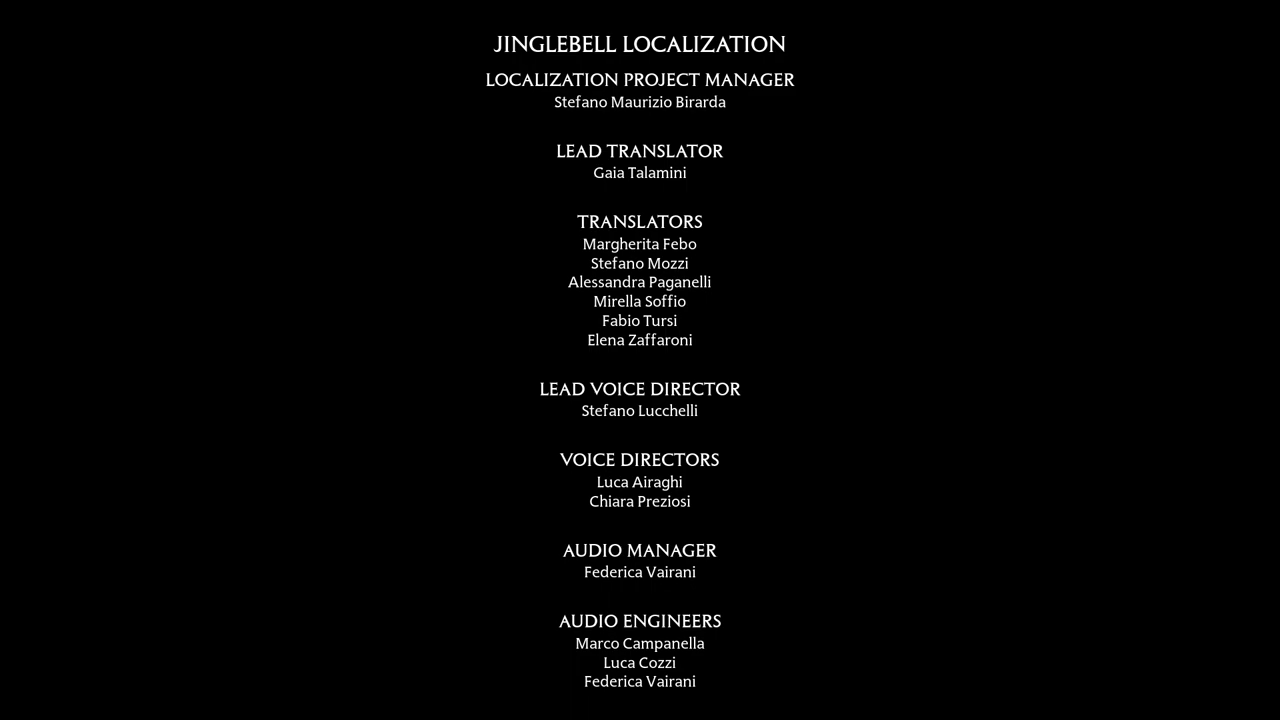 JINGLEBELL LOCALIZATION
LOCALIZATION PROJECT MANAGER
Stefano Maurizio Birarda
LEAD TRANSLATOR
Gaia Talamini
TRANSLATORS
Margherita Febo
Stefano Mozzi
Alessandra Paganelli
Mirella Soffio
Fabio Tursi
Elena Zaffaroni
LEAD VOICE DIRECTOR
Stefano Lucchelli
VOICE DIRECTORS
Luca Airaghi
Chiara Preziosi
AUDIO MANAGER
Federica Vairani
AUDIO ENGINEERS
Marco Campanella
Luca Cozzi
Federica Vairani